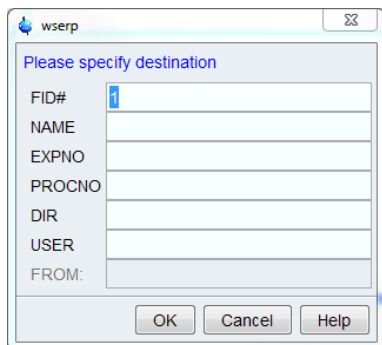 wserp
Please specify destination
FID# 1
NAME
EXPNO
PROCNO
DIR
USER
FROM:
OK Cancel Help